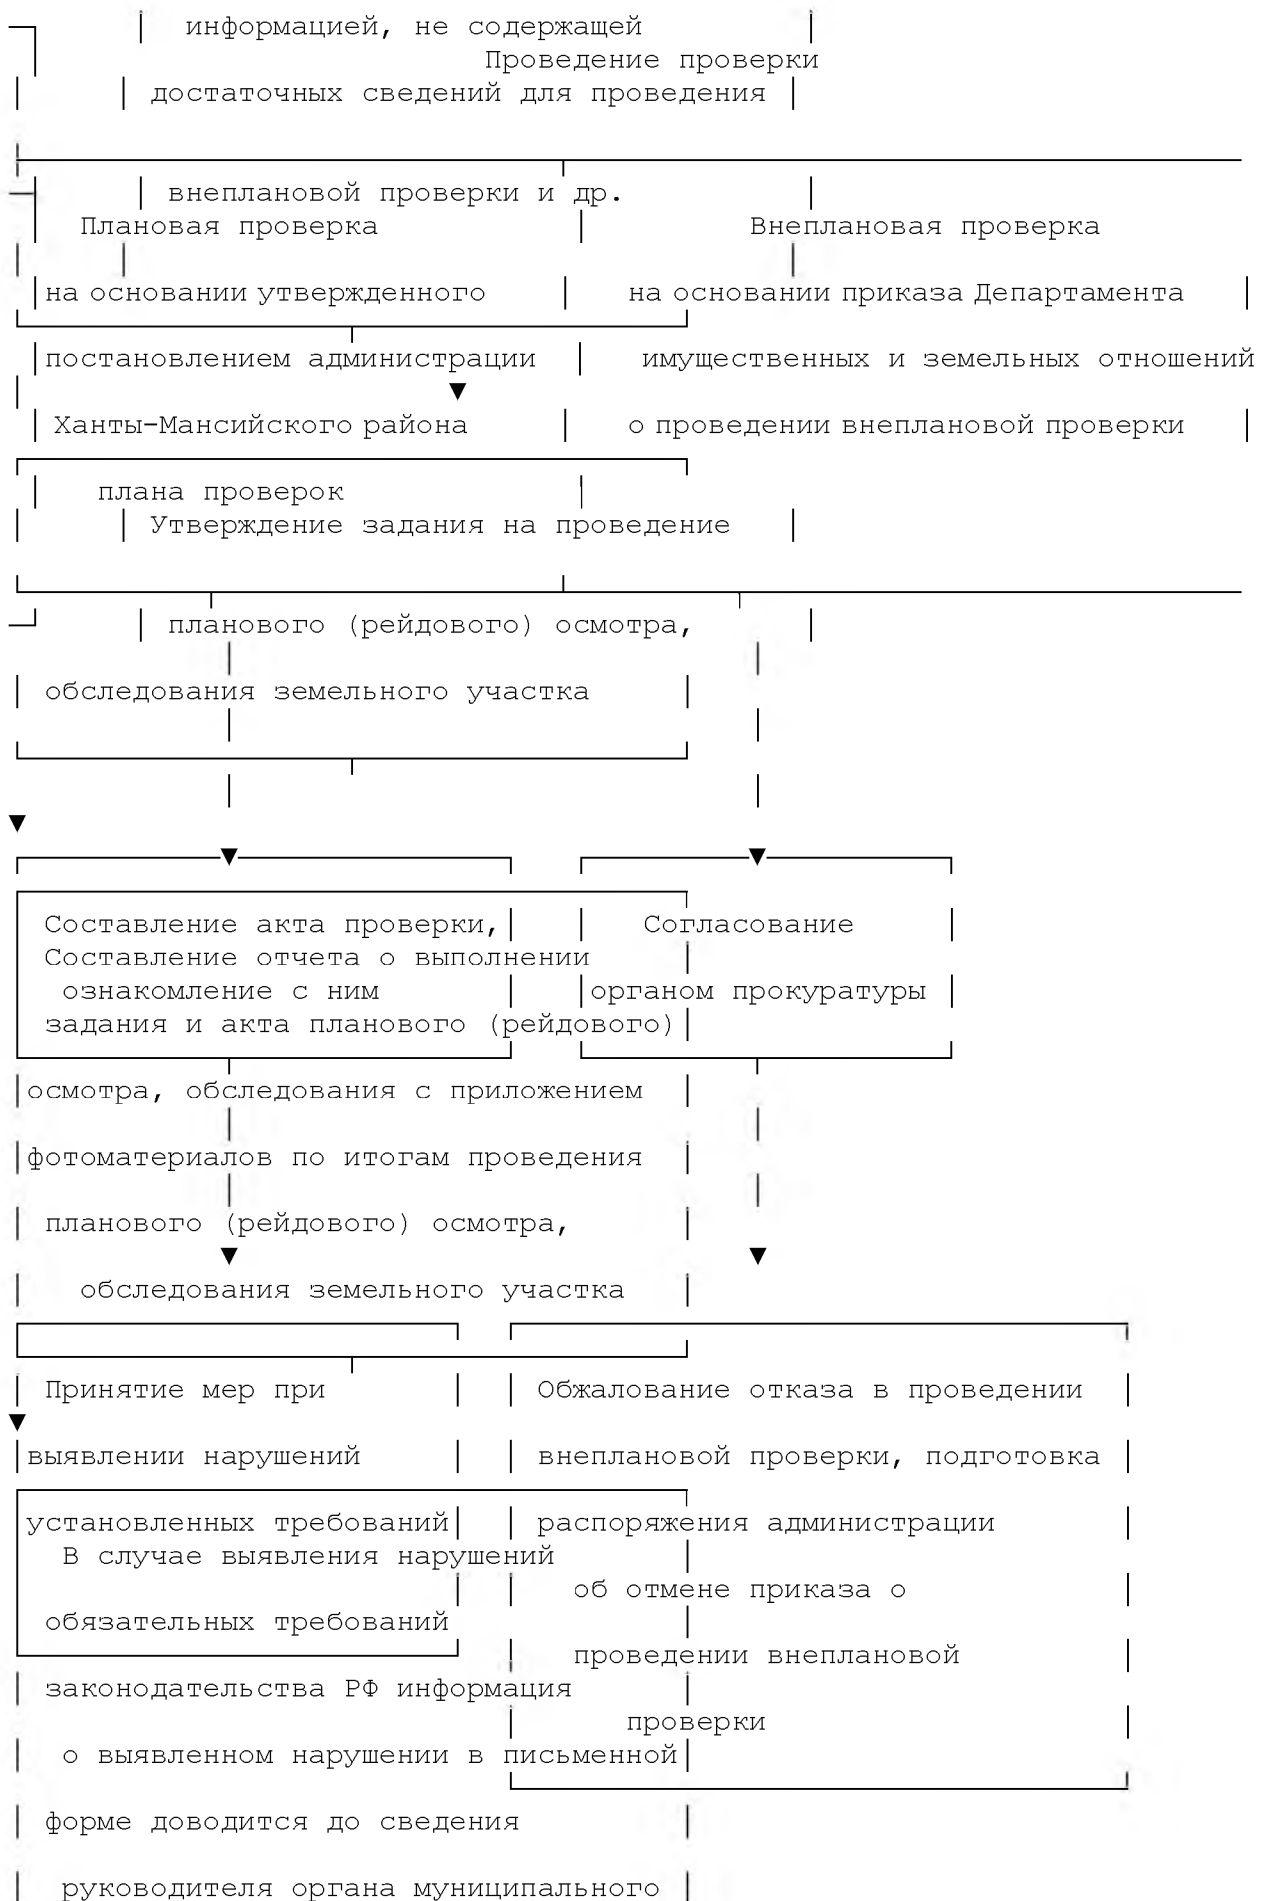 информацией, не содержащей
Проведение проверки
достаточных сведений для проведения
внеплановой проверки и др.
Плановая проверка Внеплановая проверка
на основании утвержденного на основании приказа Департамента
постановлением администрации имущественных и земельных отношений
Ханты-Мансийского района о проведении внеплановой проверки
плана проверок
Утверждение задания на проведение
планового (рейдового) осмотра,
обследования земельного участка
Составление акта проверки, Согласование
Составление отчета о выполнении
ознакомление с ним органом прокуратуры
задания и акта планового (рейдового)
осмотра, обследования с приложением
фотоматериалов по итогам проведения
планового (рейдового) осмотра,
обследования земельного участка
Принятие мер при Обжалование отказа в проведении
выявлении нарушений внеплановой проверки, подготовка
установленных требований распоряжения администрации
В случае выявления нарушений
об отмене приказа о
обязательных требований
проведении внеплановой
законодательства РФ информация
проверки
о выявленном нарушении в письменной
форме доводится до сведения
руководителя органа муниципального